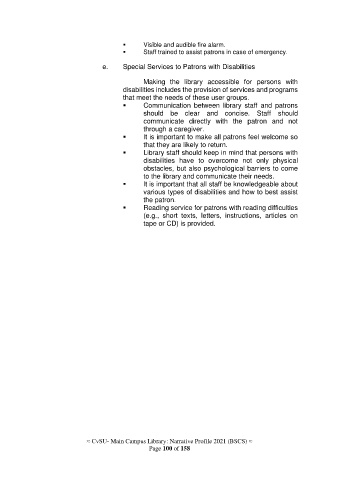 ▪ Visible and audible fire alarm.
▪ Staff trained to assist patrons in case of emergency.
e. Special Services to Patrons with Disabilities
Making the library accessible for persons with
disabilities includes the provision of services and programs
that meet the needs of these user groups.
▪ Communication between library staff and patrons
should be clear and concise. Staff should
communicate directly with the patron and not
through a caregiver.
▪ It is important to make all patrons feel welcome so
that they are likely to return.
▪ Library staff should keep in mind that persons with
disabilities have to overcome not only physical
obstacles, but also psychological barriers to come
to the library and communicate their needs.
▪ It is important that all staff be knowledgeable about
various types of disabilities and how to best assist
the patron.
▪ Reading service for patrons with reading difficulties
(e.g., short texts, letters, instructions, articles on
tape or CD) is provided.
≈ CvSU- Main Campus Library: Narrative Profile 2021 (BSCS) ≈
Page 100 of 158